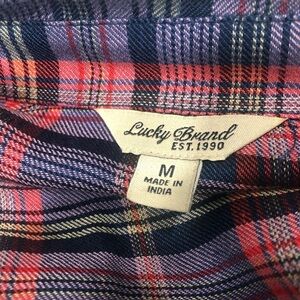 Lucky Brand
EST. 1990
M
MADE IN
INDIA